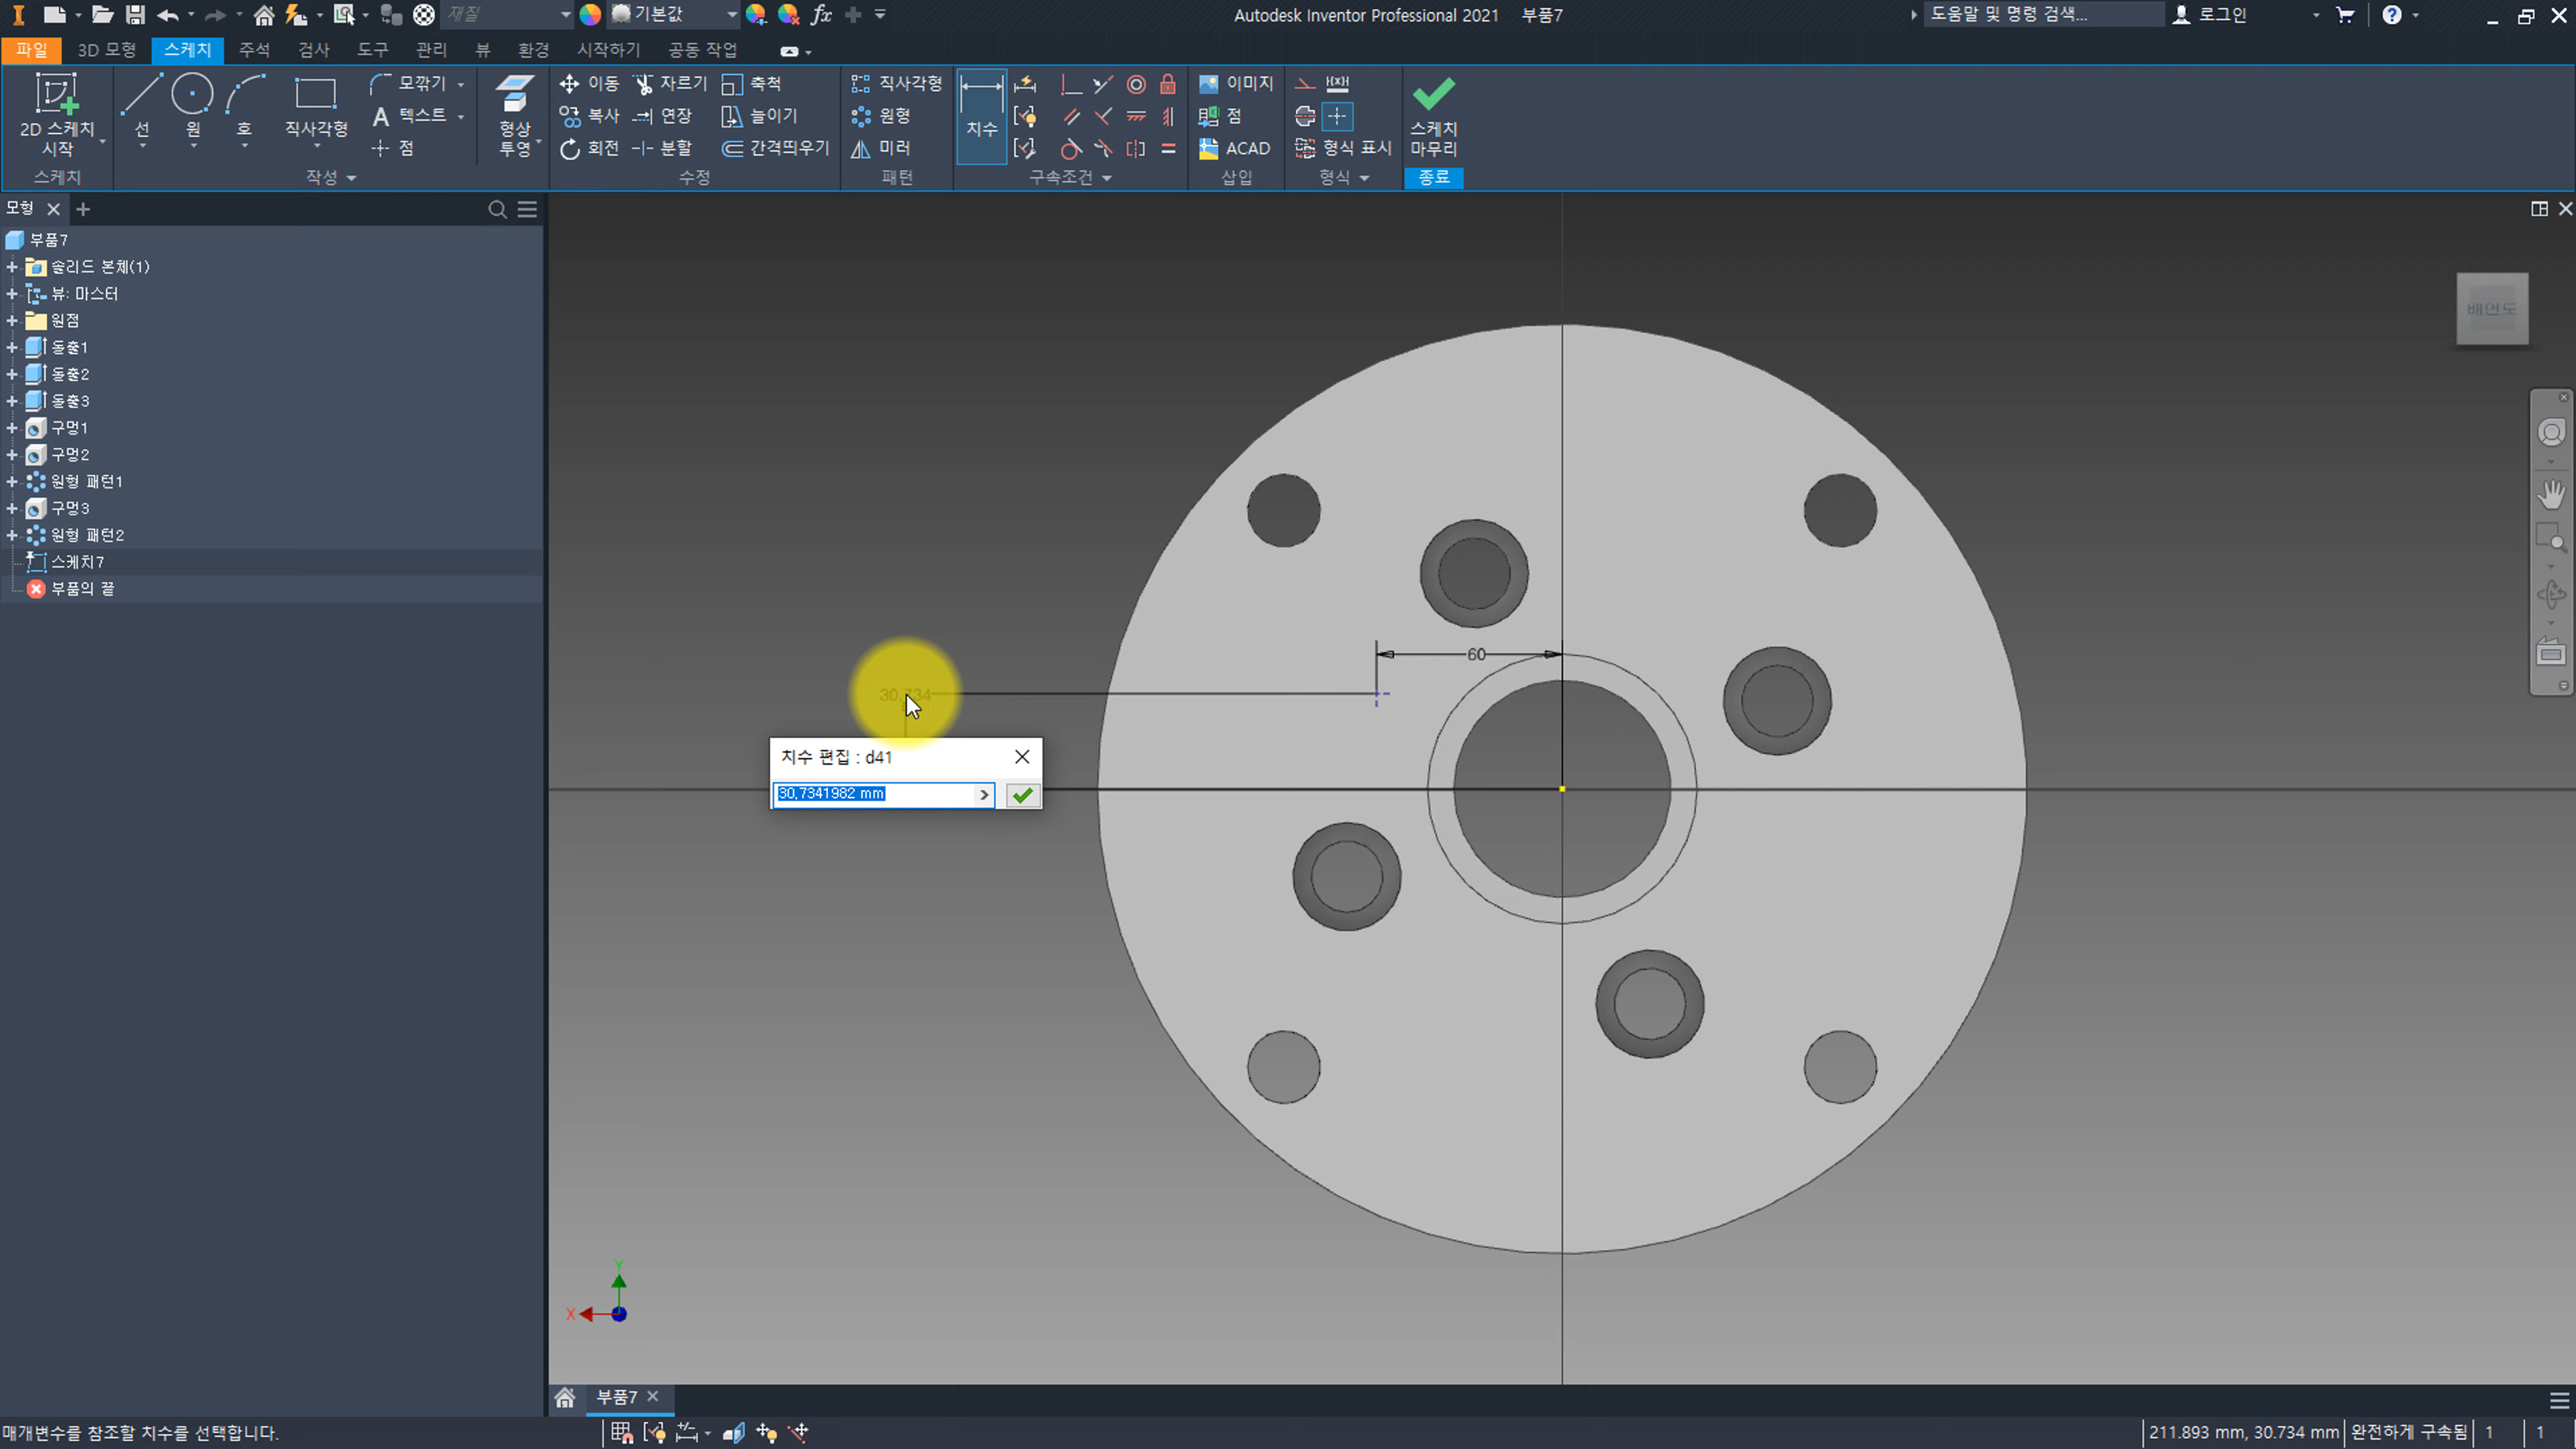 재질
기본값
fx
Autodesk Inventor Professional 2021 부품7
도움말 및 명령 검색...
로그인
파일 3D 모형 스케치 주석 검사 도구 관리 뷰 환경 시작하기 공동 작업
2D 스케치
시작
선
원
호
직사각형
모깎기
텍스트
점
형상
투영
이동
복사
회전
자르기
연장
분할
축척
늘이기
간격띄우기
직사각형
원형
미러
치수
이미지
점
ACAD
형식 표시
스케치
마무리
스케치
작성
수정
패턴
구속조건
삽입
형식
종료
모형
부품7
솔리드 본체(1)
뷰: 마스터
원점
돌출1
돌출2
돌출3
구멍1
구멍2
원형 패턴1
구멍3
원형 패턴2
스케치7
부품의 끝
배면도
60
30,734
치수 편집 : d41
30,7341982 mm
Y
X
부품7
매개변수를 참조할 치수를 선택합니다.
211.893 mm, 30.734 mm
완전하게 구속됨
1
1